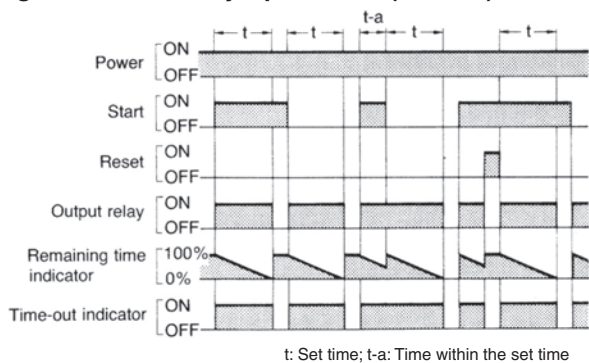 t-a
t t t t
Power
ON
OFF
Start
ON
OFF
Reset
ON
OFF
Output relay
ON
OFF
Remaining time
indicator
100%
0%
Time-out indicator
ON
OFF
t: Set time; t-a: Time within the set time